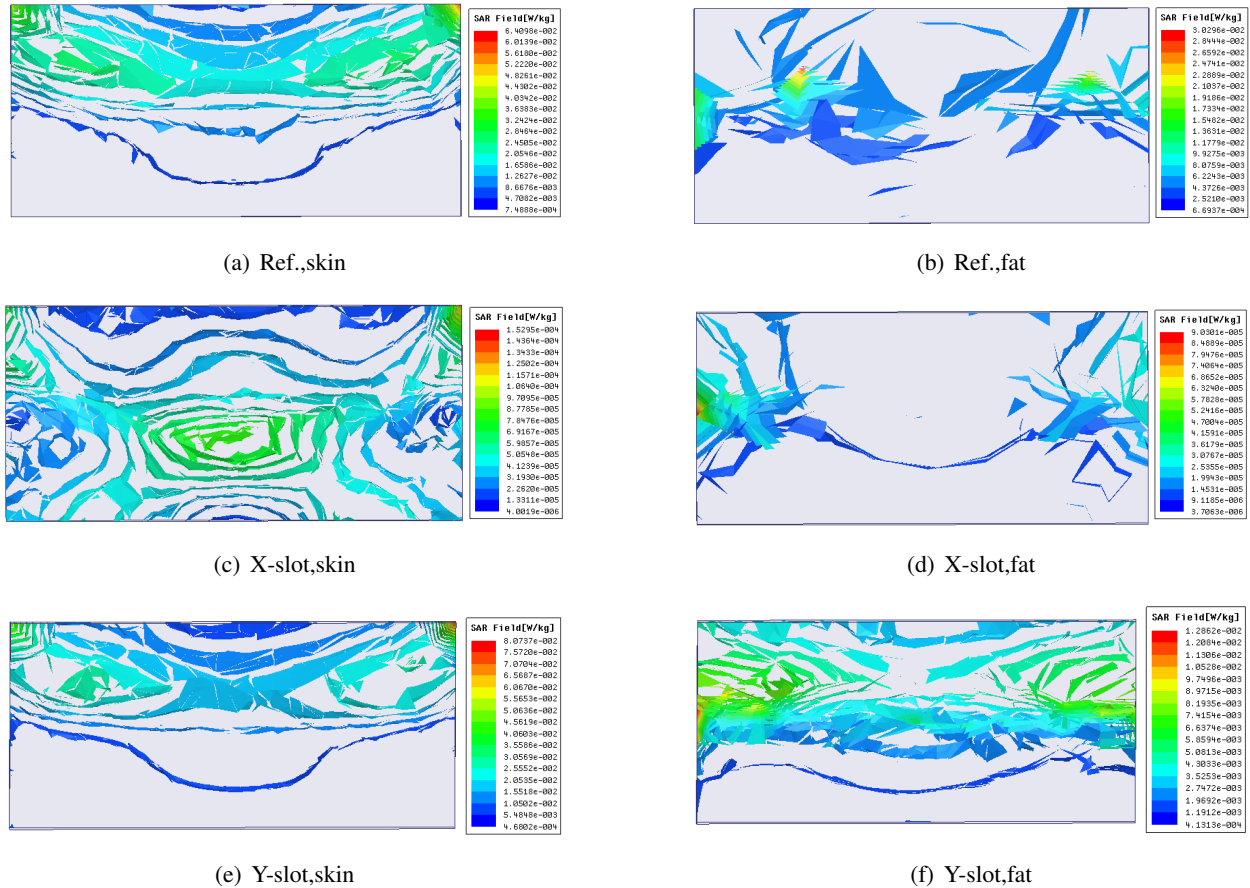 SAR Field[W/kg]
6.4098e-002
6.0139e-002
5.6180e-002
5.2220e-002
4.8261e-002
4.4302e-002
4.0342e-002
3.6383e-002
3.2424e-002
2.8464e-002
2.4505e-002
2.0546e-002
1.6586e-002
1.2627e-002
8.6676e-003
4.7082e-003
7.4888e-004
(a) Ref.,skin
SAR Field[W/kg]
3.0296e-002
2.8444e-002
2.6592e-002
2.4741e-002
2.2889e-002
2.1037e-002
1.9186e-002
1.7334e-002
1.5482e-002
1.3631e-002
1.1779e-002
9.9275e-003
8.0759e-003
6.2243e-003
4.3726e-003
2.5210e-003
6.6937e-004
(b) Ref.,fat
SAR Field[W/kg]
1.5295e-004
1.4364e-004
1.3433e-004
1.2502e-004
1.1571e-004
1.0640e-004
9.7095e-005
8.7785e-005
7.8476e-005
6.9167e-005
5.9857e-005
5.0548e-005
4.1239e-005
3.1930e-005
2.2620e-005
1.3311e-005
4.0019e-006
(c) X-slot,skin
SAR Field[W/kg]
9.0301e-005
8.4889e-005
7.9476e-005
7.4064e-005
6.8652e-005
6.3240e-005
5.7828e-005
5.2416e-005
4.7004e-005
4.1591e-005
3.6179e-005
3.0767e-005
2.5355e-005
1.9943e-005
1.4531e-005
9.1185e-006
3.7063e-006
(d) X-slot,fat
SAR Field[W/kg]
8.0737e-002
7.5720e-002
7.0704e-002
6.5687e-002
6.0670e-002
5.5653e-002
5.0636e-002
4.5619e-002
4.0603e-002
3.5586e-002
3.0569e-002
2.5552e-002
2.0535e-002
1.5518e-002
1.0502e-002
5.4848e-003
4.6802e-004
(e) Y-slot,skin
SAR Field[W/kg]
1.2862e-002
1.2084e-002
1.1306e-002
1.0528e-002
9.7496e-003
8.9715e-003
8.1935e-003
7.4154e-003
6.6374e-003
5.8594e-003
5.0813e-003
4.3033e-003
3.5253e-003
2.7472e-003
1.9692e-003
1.1912e-003
4.1313e-004
(f) Y-slot,fat